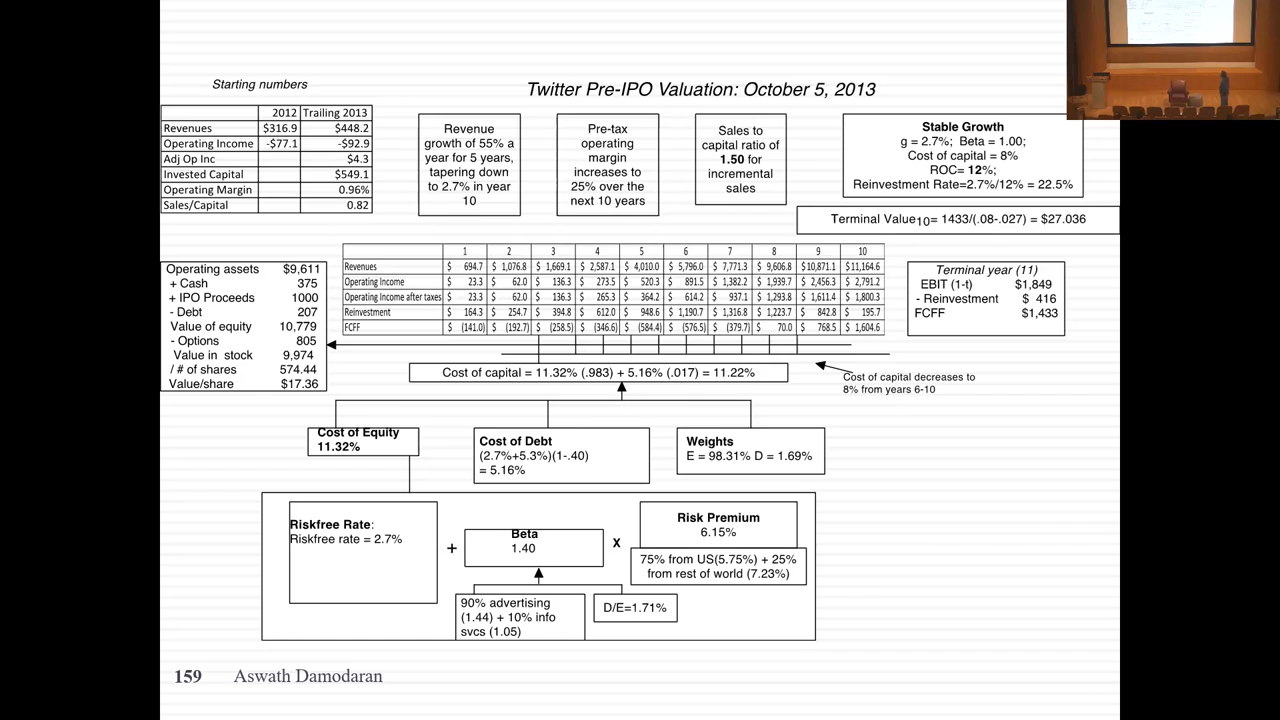 Starting numbers
Twitter Pre-IPO Valuation: October 5, 2013
2012 Trailing 2013
Revenues $316.9 $448.2
Operating Income -$77.1 -$92.9
Adj Op Inc $4.3
Invested Capital $549.1
Operating Margin 0.96%
Sales/Capital 0.82
Revenue
growth of 55% a
year for 5 years,
tapering down
to 2.7% in year
10
Pre-tax
operating
margin
increases to
25% over the
next 10 years
Sales to
capital ratio of
1.50 for
incremental
sales
Stable Growth
g = 2.7%; Beta = 1.00;
Cost of capital = 8%
ROC= 12%;
Reinvestment Rate=2.7%/12% = 22.5%
Terminal Value10= 1433/(.08-.027) = $27.036
Operating assets $9,611
+ Cash 375
+ IPO Proceeds 1000
- Debt 207
Value of equity 10,779
- Options 805
Value in stock 9,974
/ # of shares 574.44
Value/share $17.36
1 2 3 4 5 6 7 8 9 10
Revenues $ 694.7 $ 1,076.8 $ 1,669.1 $ 2,587.1 $ 4,010.0 $ 5,796.0 $ 7,771.3 $ 9,606.8 $10,871.1 $11,164.6
Operating Income $ 23.3 $ 62.0 $ 136.3 $ 273.5 $ 520.3 $ 891.5 $ 1,382.2 $ 1,939.7 $ 2,456.3 $ 2,791.2
Operating Income after taxes $ 23.3 $ 62.0 $ 136.3 $ 265.3 $ 364.2 $ 614.2 $ 937.1 $ 1,293.8 $ 1,611.4 $ 1,800.3
Reinvestment $ 164.3 $ 254.7 $ 394.8 $ 612.0 $ 948.6 $ 1,190.7 $ 1,316.8 $ 1,223.7 $ 842.8 $ 195.7
FCFF $ (141.0) $ (192.7) $ (258.5) $ (346.6) $ (584.4) $ (576.5) $ (379.7) $ 70.0 $ 768.5 $ 1,604.6
Terminal year (11)
EBIT (1-t) $1,849
- Reinvestment $ 416
FCFF $1,433
Cost of capital = 11.32% (.983) + 5.16% (.017) = 11.22%
Cost of capital decreases to
8% from years 6-10
Cost of Equity
11.32%
Cost of Debt
(2.7%+5.3%)(1-.40)
= 5.16%
Weights
E = 98.31% D = 1.69%
Riskfree Rate:
Riskfree rate = 2.7%
+
Beta
1.40
X
Risk Premium
6.15%
75% from US(5.75%) + 25%
from rest of world (7.23%)
90% advertising
(1.44) + 10% info
svcs (1.05)
D/E=1.71%
159 Aswath Damodaran